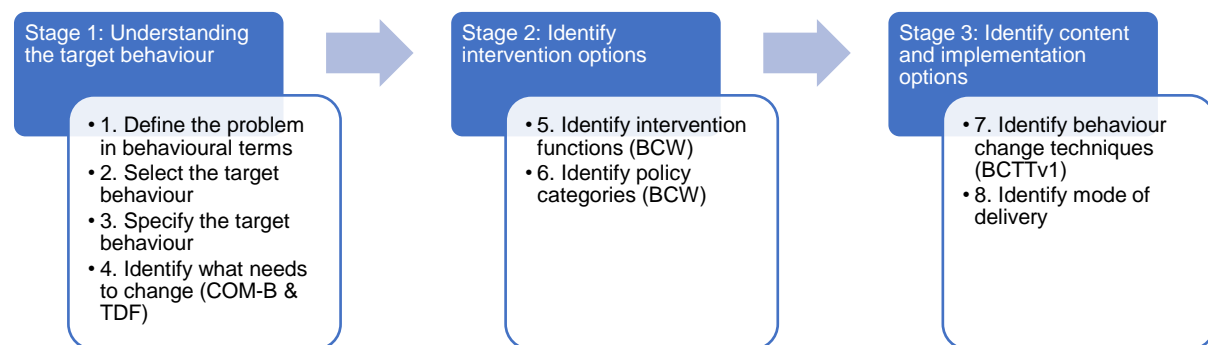 Stage 1: Understanding
the target behaviour
• 1. Define the problem
in behavioural terms
• 2. Select the target
behaviour
• 3. Specify the target
behaviour
• 4. Identify what needs
to change (COM-B &
TDF)
Stage 2: Identify
intervention options
• 5. Identify intervention
functions (BCW)
• 6. Identify policy
categories (BCW)
Stage 3: Identify content
and implementation
options
• 7. Identify behaviour
change techniques
(BCTTv1)
• 8. Identify mode of
delivery